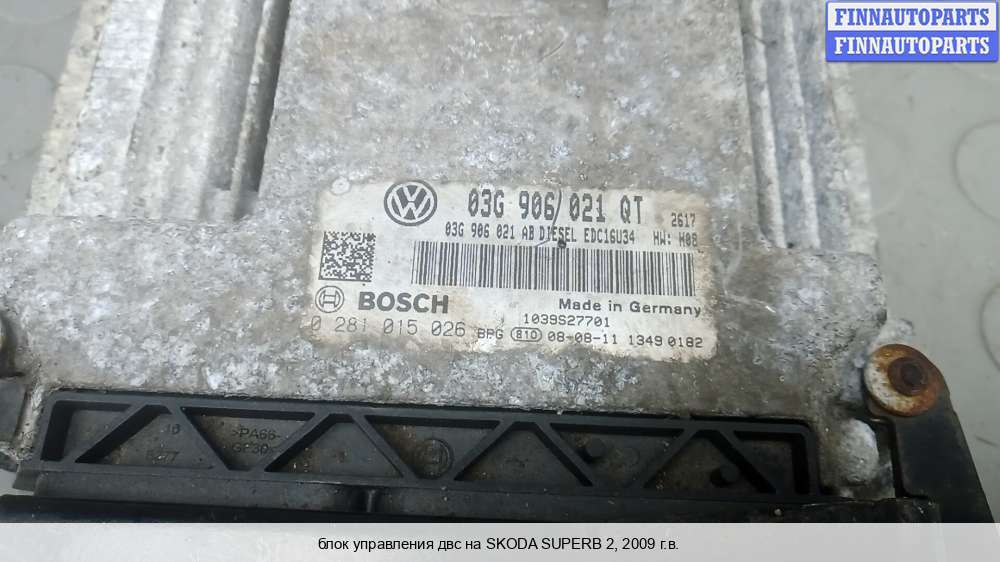 FINNAUTOPARTS
FINNAUTOPARTS
03G 906/021 QT 2617
03G 906 021 AB DIESEL EDC16U34 HW: H08
BOSCH
Made in Germany
1039S27701
0 281 015 026 BPG 810 08-08-11 1349 0182
>PA66-
GF30<
блок управления двс на SKODA SUPERB 2, 2009 г.в.